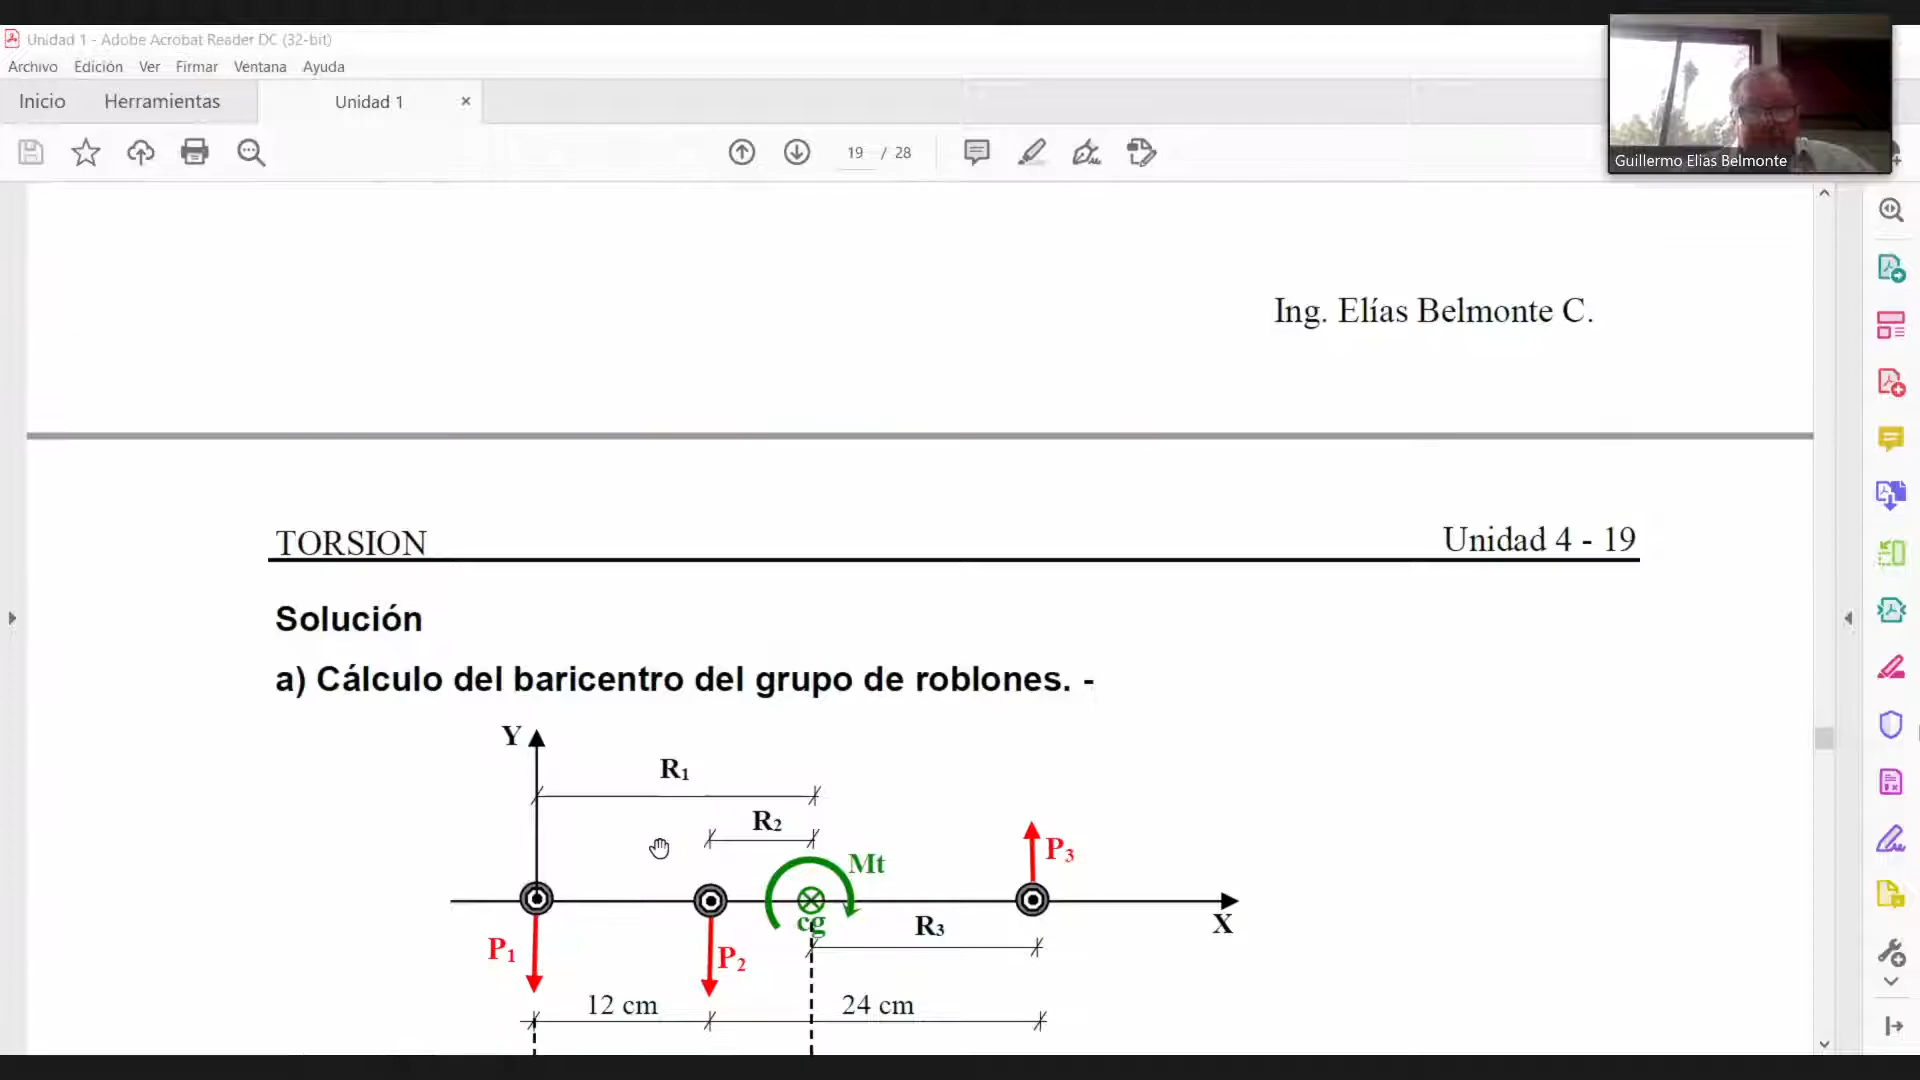 Unidad 1 - Adobe Acrobat Reader DC (32-bit)
Archivo Edición Ver Firmar Ventana Ayuda
Inicio Herramientas Unidad 1 ×
19 / 28
Guillermo Elias Belmonte
Ing. Elías Belmonte C.
TORSION Unidad 4 - 19
Solución
a) Cálculo del baricentro del grupo de roblones. -
Y
R1
R2
Mt
P3
cg
R3
X
P1
P2
12 cm
24 cm